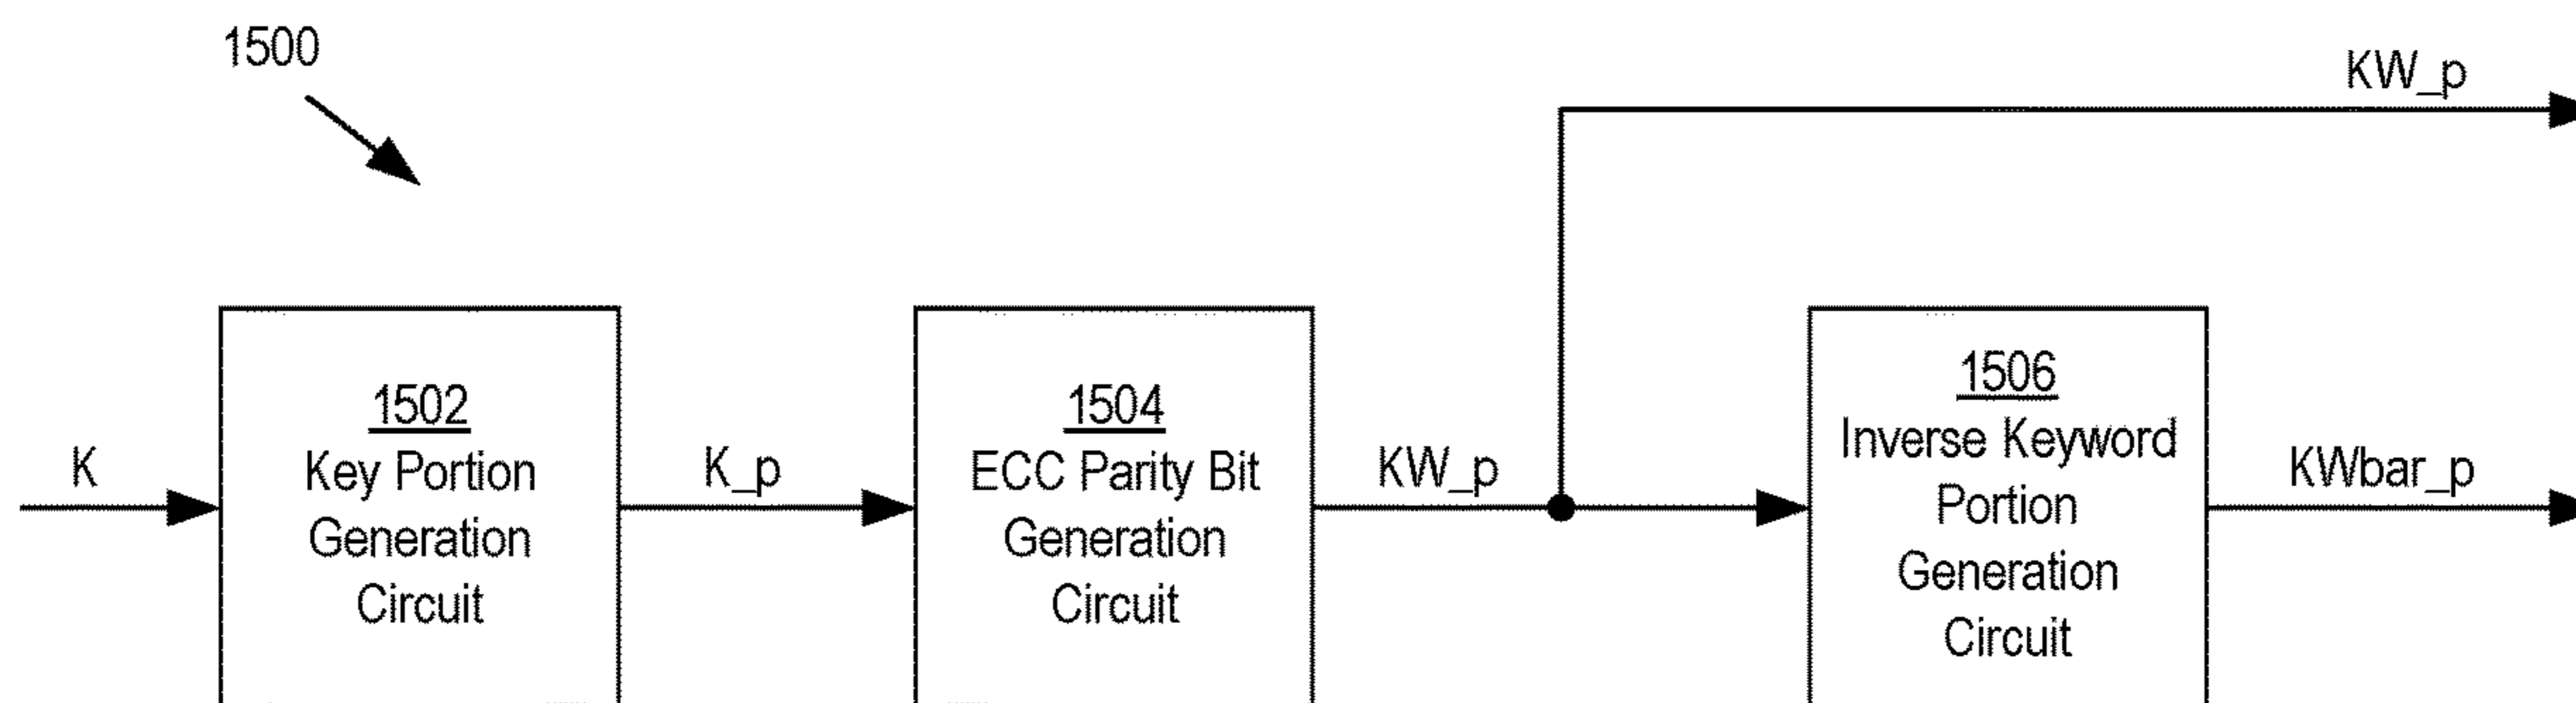 1500
KW_p
K
1502
Key Portion
Generation
Circuit
K_p
1504
ECC Parity Bit
Generation
Circuit
KW_p
1506
Inverse Keyword
Portion
Generation
Circuit
KWbar_p